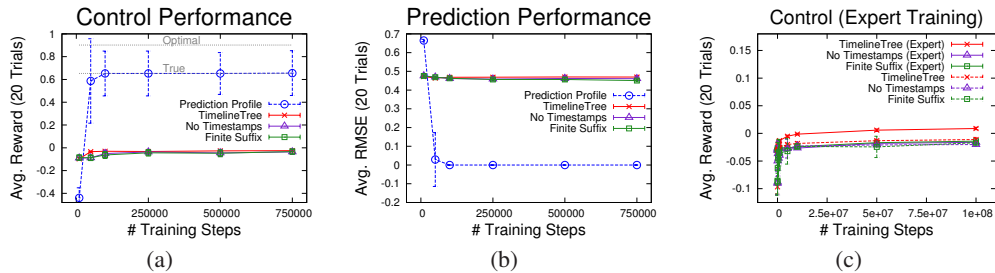 Control Performance
Avg. Reward (20 Trials)
1
0.8
0.6
0.4
0.2
0
-0.2
-0.4
Optimal
True
Prediction Profile
TimelineTree
No Timestamps
Finite Suffix
0
250000
500000
750000
# Training Steps
(a)
Prediction Performance
Avg. RMSE (20 Trials)
0.7
0.6
0.5
0.4
0.3
0.2
0.1
0
-0.1
-0.2
Prediction Profile
TimelineTree
No Timestamps
Finite Suffix
0
250000
500000
750000
# Training Steps
(b)
Control (Expert Training)
Avg. Reward (20 Trials)
0.15
0.1
0.05
0
-0.05
-0.1
TimelineTree (Expert)
No Timestamps (Expert)
Finite Suffix (Expert)
TimelineTree
No Timestamps
Finite Suffix
0
2.5e+07
5e+07
7.5e+07
1e+08
# Training Steps
(c)